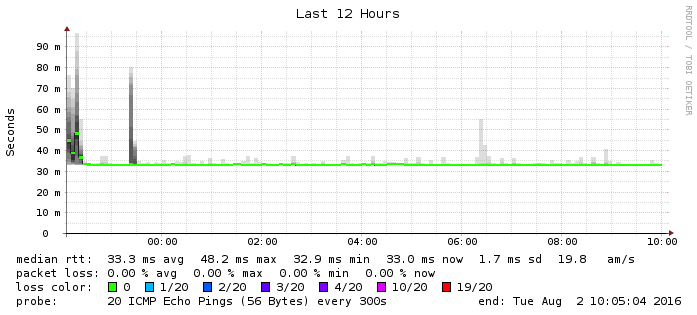 Last 12 Hours
RRDTOOL / TOBI OETIKER
Seconds
90 m
80 m
70 m
60 m
50 m
40 m
30 m
20 m
10 m
0
00:00 02:00 04:00 06:00 08:00 10:00
median rtt: 33.3 ms avg 48.2 ms max 32.9 ms min 33.0 ms now 1.7 ms sd 19.8 am/s
packet loss: 0.00 % avg 0.00 % max 0.00 % min 0.00 % now
loss color: 0 1/20 2/20 3/20 4/20 10/20 19/20
probe: 20 ICMP Echo Pings (56 Bytes) every 300s end: Tue Aug 2 10:05:04 2016